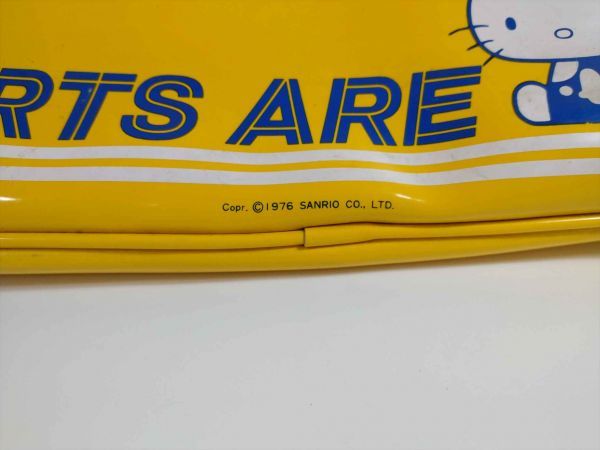 RTS ARE
Copr. ©1976 SANRIO CO., LTD.